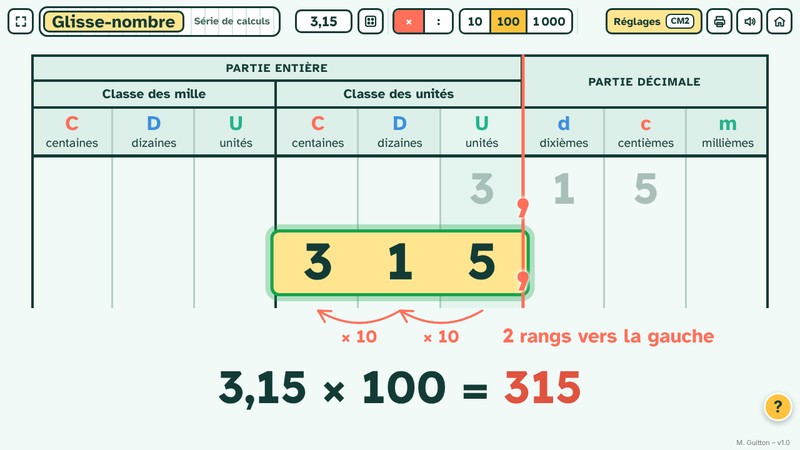 Glisse-nombre Série de calculs 3,15 × : 10 100 1 000 Réglages CM2
PARTIE ENTIÈRE PARTIE DÉCIMALE
Classe des mille Classe des unités
C D U C D U d c m
centaines dizaines unités centaines dizaines unités dixièmes centièmes millièmes
3 , 1 5
3 1 5 ,
× 10 × 10 2 rangs vers la gauche
3,15 × 100 = 315
?
M. Guitton – v1.0